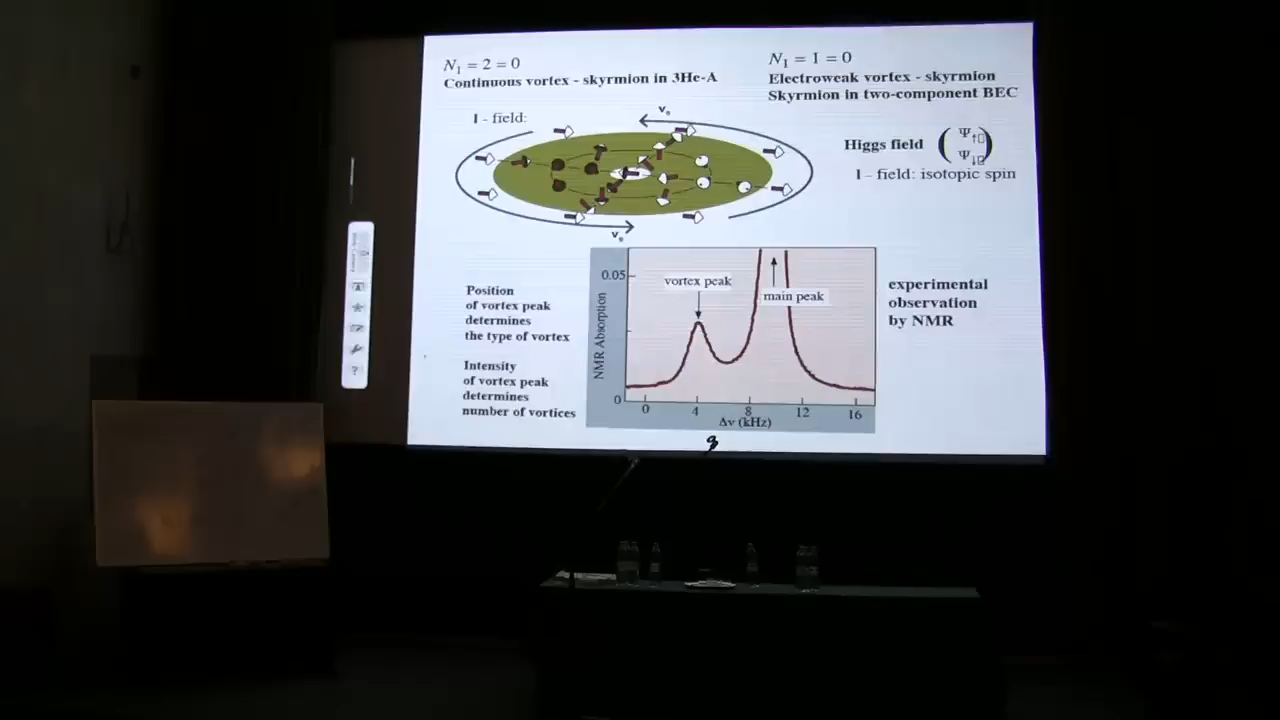 N₁ = 2 = 0
Continuous vortex - skyrmion in 3He-A
N₁ = 1 = 0
Electroweak vortex - skyrmion
Skyrmion in two-component BEC
l - field:
vₛ
Higgs field (Ψ↑ Ψ↓)
l - field: isotopic spin
vₛ
Position
of vortex peak
determines
the type of vortex
Intensity
of vortex peak
determines
number of vortices
NMR Absorption
0.05
0
vortex peak
main peak
0 4 8 12 16
Δν (kHz)
experimental
observation
by NMR